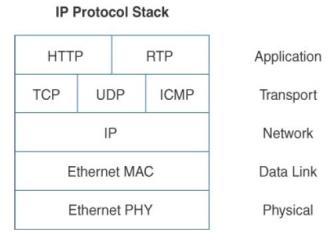 IP Protocol Stack
HTTP RTP Application
TCP UDP ICMP Transport
IP Network
Ethernet MAC Data Link
Ethernet PHY Physical